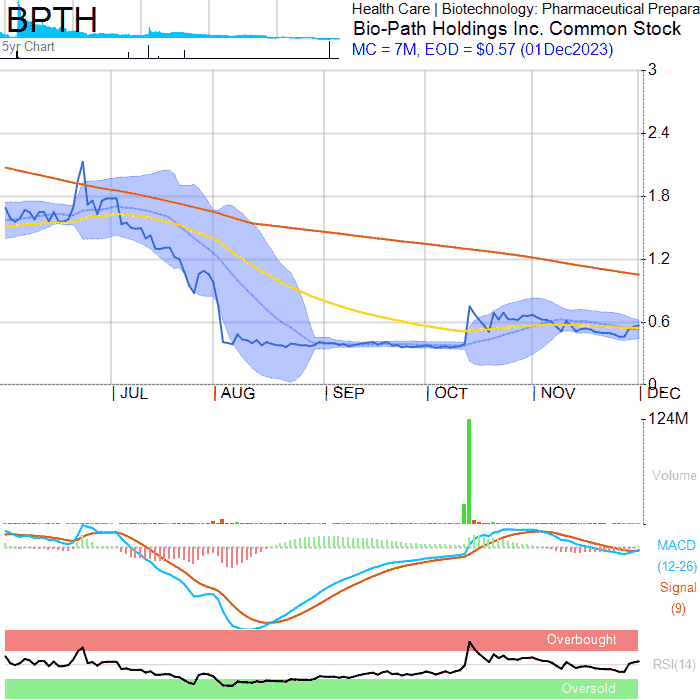 BPTH
5yr Chart
Health Care | Biotechnology: Pharmaceutical Prepara
Bio-Path Holdings Inc. Common Stock
MC = 7M, EOD = $0.57 (01Dec2023)
3
2.4
1.8
1.2
0.6
0
JUL AUG SEP OCT NOV DEC
124M
Volume
MACD
(12-26)
Signal
(9)
Overbought
RSI(14)
Oversold